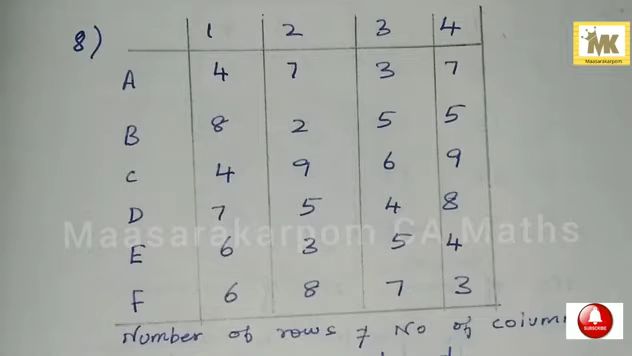 8)
1 2 3 4
A 4 7 3 7
B 8 2 5 5
C 4 9 6 9
D 7 5 4 8
E 6 3 5 4
F 6 8 7 3
Number of rows ≠ No of colum
Maasarakarpom CA Maths
MK
Maasarakarpom
SUBSCRIBE